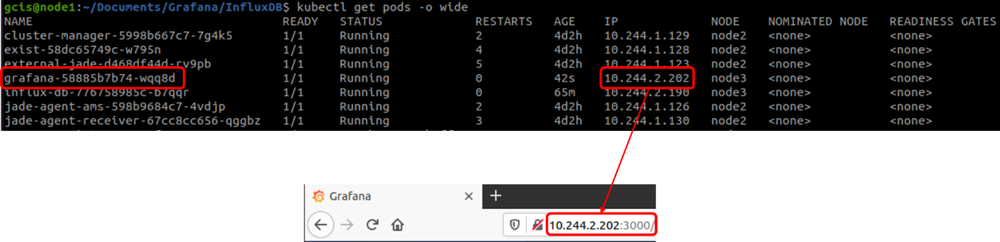 gcis@node1:~/Documents/Grafana/InfluxDB$ kubectl get pods -o wide
NAME READY STATUS RESTARTS AGE IP NODE NOMINATED NODE READINESS GATES
cluster-manager-5998b667c7-7g4k5 1/1 Running 2 4d2h 10.244.1.129 node2 <none> <none>
exist-58dc65749c-w795n 1/1 Running 4 4d2h 10.244.1.128 node2 <none> <none>
external-jade-d468df44d-rv9pb 1/1 Running 5 4d2h 10.244.1.123 node2 <none> <none>
grafana-58885b7b74-wqq8d 1/1 Running 0 42s 10.244.2.202 node3 <none> <none>
influx-db-776758985c-b7qqr 1/1 Running 0 65m 10.244.2.190 node3 <none> <none>
jade-agent-ams-598b9684c7-4vdjp 1/1 Running 2 4d2h 10.244.1.126 node2 <none> <none>
jade-agent-receiver-67cc8cc656-qggbz 1/1 Running 3 4d2h 10.244.1.130 node2 <none> <none>
Grafana
10.244.2.202:3000/